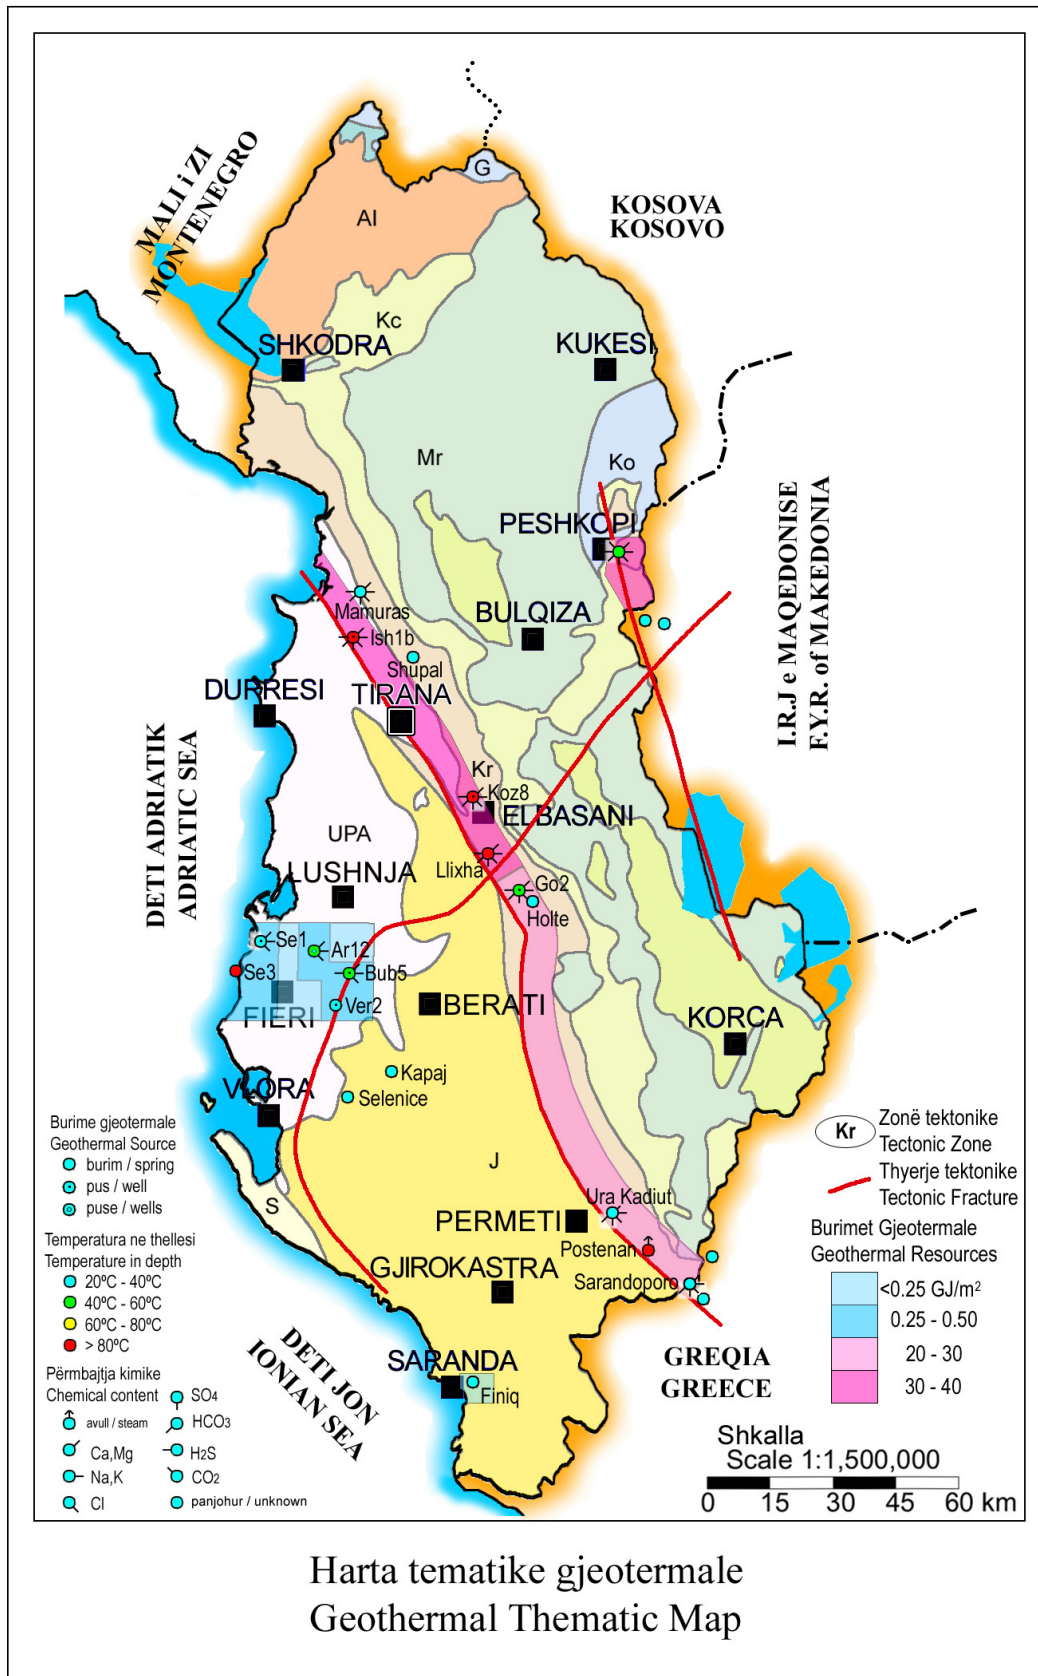 MALI i ZI
MONTENEGRO
G
KOSOVA
KOSOVO
Al
Kc
SHKODRA
KUKESI
Mr
Ko
PESHKOPI
I.R.J e MAQEDONISE
F.Y.R. of MAKEDONIA
Mamuras
Ish1b
BULQIZA
Shupal
TIRANA
DURRESI
DETI ADRIATIK
ADRIATIC SEA
Kr
Koz8
ELBASANI
UPA
Llixha
LUSHNJA
Go2
Holte
Se1
Ar12
Se3
Bub5
Ver2
FIERI
BERATI
KORCA
Kapaj
Selenice
VLORA
J
S
Ura Kadiut
PERMETI
Postenan
GJIROKASTRA
Sarandoporo
DETI JON
IONIAN SEA
SARANDA
Finiq
GREQIA
GREECE
Burime gjeotermale
Geothermal Source
burim / spring
pus / well
puse / wells
Temperatura ne thellesi
Temperature in depth
20ºC - 40ºC
40ºC - 60ºC
60ºC - 80ºC
> 80ºC
Përmbajtja kimike
Chemical content
avull / steam
Ca,Mg
Na,K
Cl
SO4
HCO3
H2S
CO2
panjohur / unknown
Kr
Zonë tektonike
Tectonic Zone
Thyerje tektonike
Tectonic Fracture
Burimet Gjeotermale
Geothermal Resources
<0.25 GJ/m²
0.25 - 0.50
20 - 30
30 - 40
Shkalla
Scale 1:1,500,000
0 15 30 45 60 km
Harta tematike gjeotermale
Geothermal Thematic Map